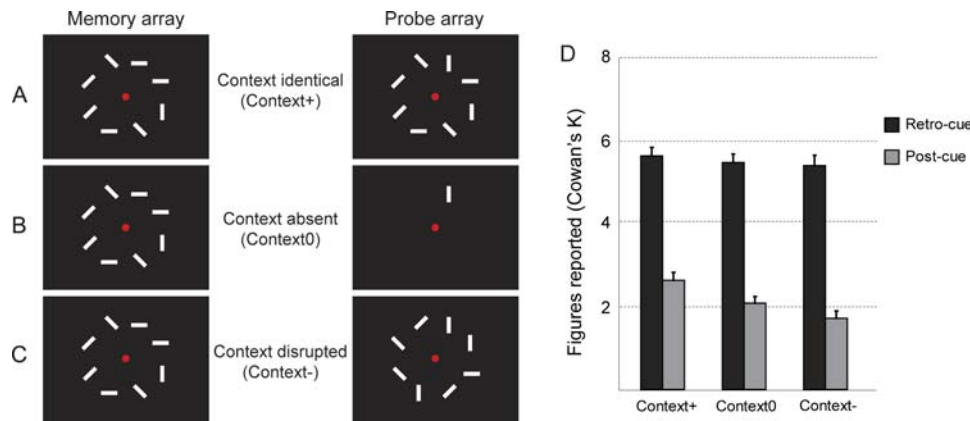 Memory array
Probe array
A
Context identical
(Context+)
B
Context absent
(Context0)
C
Context disrupted
(Context-)
D
Figures reported (Cowan's K)
8
6
4
2
Context+
Context0
Context-
Retro-cue
Post-cue